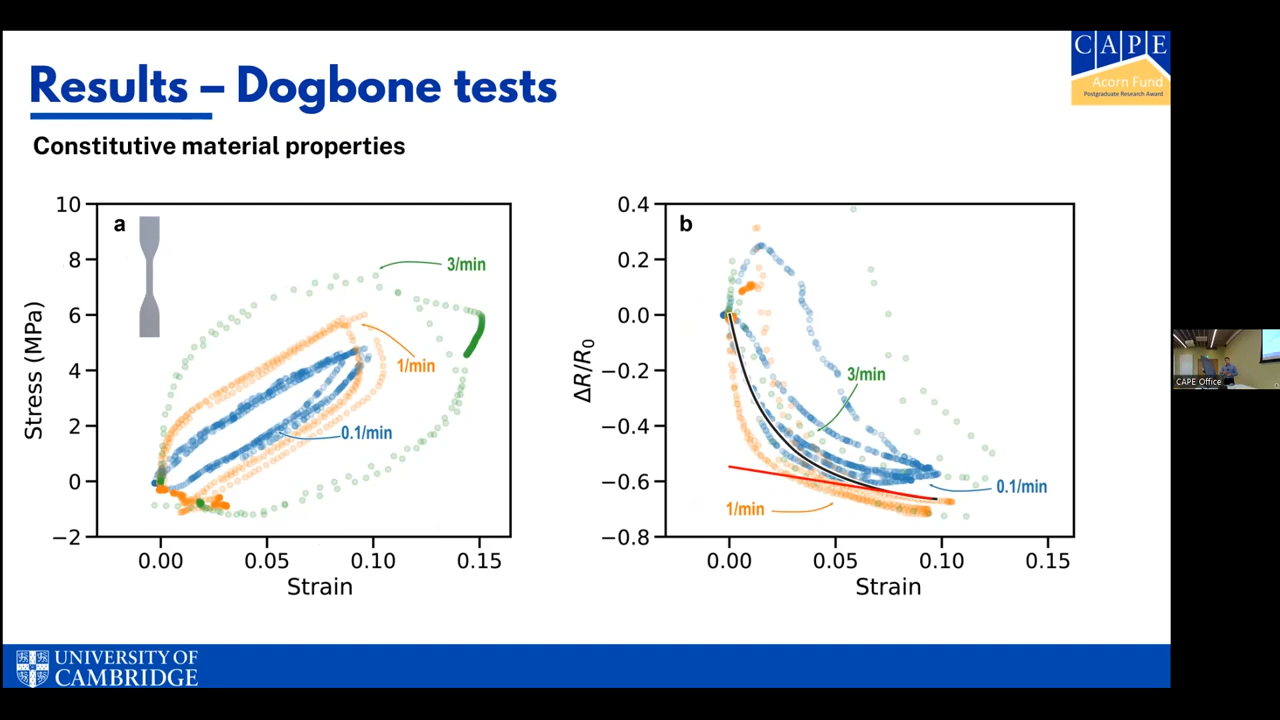 Results – Dogbone tests
CAPE
Acorn Fund
Postgraduate Research Award
Constitutive material properties
a
10
8
6
4
2
0
−2
Stress (MPa)
0.00
0.05
0.10
0.15
Strain
3/min
1/min
0.1/min
b
0.4
0.2
0.0
−0.2
−0.4
−0.6
−0.8
ΔR/R0
0.00
0.05
0.10
0.15
Strain
3/min
0.1/min
1/min
CAPE Office
UNIVERSITY OF
CAMBRIDGE